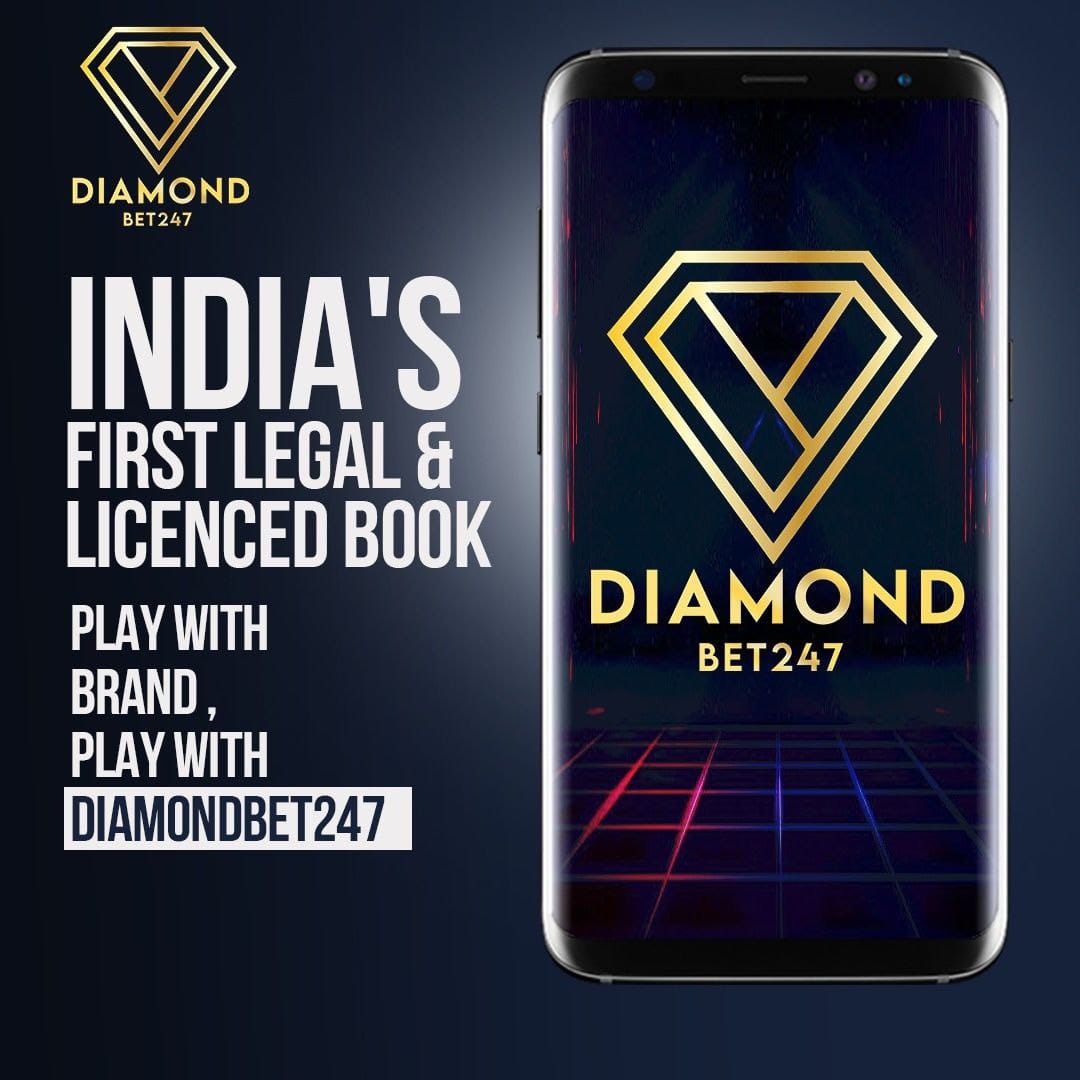 DIAMOND
BET247
INDIA'S
FIRST LEGAL &
LICENCED BOOK
PLAY WITH
BRAND ,
PLAY WITH
DIAMONDBET247
DIAMOND
BET247